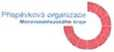 Příspěvková organizace
Moravskoslezského kraje